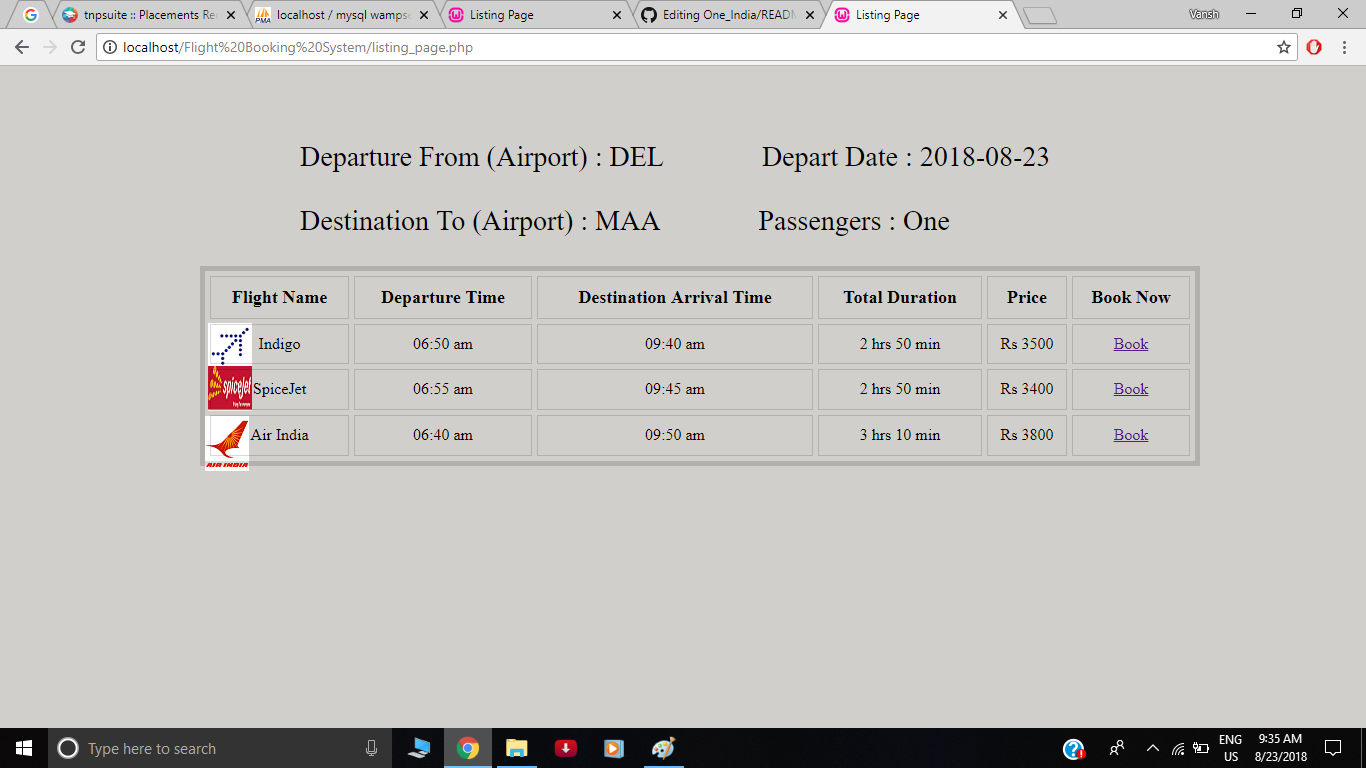 tnpsuite :: Placements Re
localhost / mysql wampse
Listing Page
Editing One_India/READM
Listing Page
Vansh
localhost/Flight%20Booking%20System/listing_page.php
Departure From (Airport) : DEL Depart Date : 2018-08-23
Destination To (Airport) : MAA Passengers : One
Flight Name Departure Time Destination Arrival Time Total Duration Price Book Now
Indigo 06:50 am 09:40 am 2 hrs 50 min Rs 3500 Book
spicejet SpiceJet 06:55 am 09:45 am 2 hrs 50 min Rs 3400 Book
Air India 06:40 am 09:50 am 3 hrs 10 min Rs 3800 Book
AIR INDIA
Type here to search
ENG 9:35 AM
US 8/23/2018